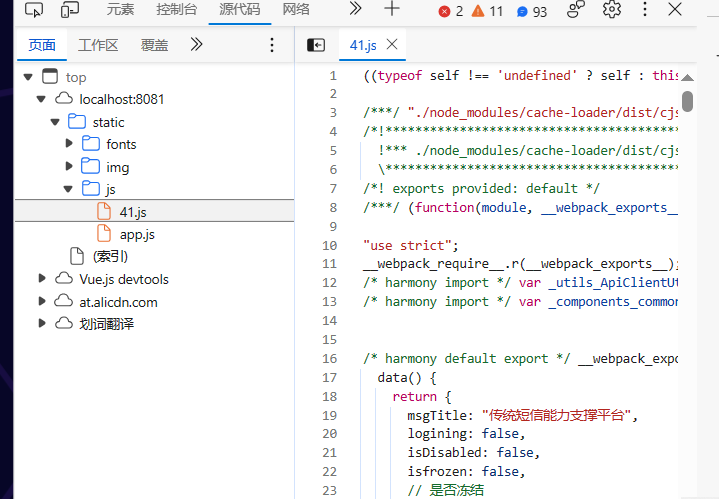 元素 控制台 源代码 网络 2 11 93
页面 工作区 覆盖 41.js
top
localhost:8081
static
fonts
img
js
41.js
app.js
(索引)
Vue.js devtools
at.alicdn.com
划词翻译
1 ((typeof self !== 'undefined' ? self : this
2
3 /***/ "./node_modules/cache-loader/dist/cjs
4 /*!*****************************************
5 !*** ./node_modules/cache-loader/dist/cjs
6 \*****************************************
7 /*! exports provided: default */
8 /***/ (function(module, __webpack_exports__
9
10 "use strict";
11 __webpack_require__.r(__webpack_exports__);
12 /* harmony import */ var _utils_ApiClientUt
13 /* harmony import */ var _components_common
14
15
16 /* harmony default export */ __webpack_expo
17 data() {
18 return {
19 msgTitle: "传统短信能力支撑平台",
20 logining: false,
21 isDisabled: false,
22 isfrozen: false,
23 // 是否冻结